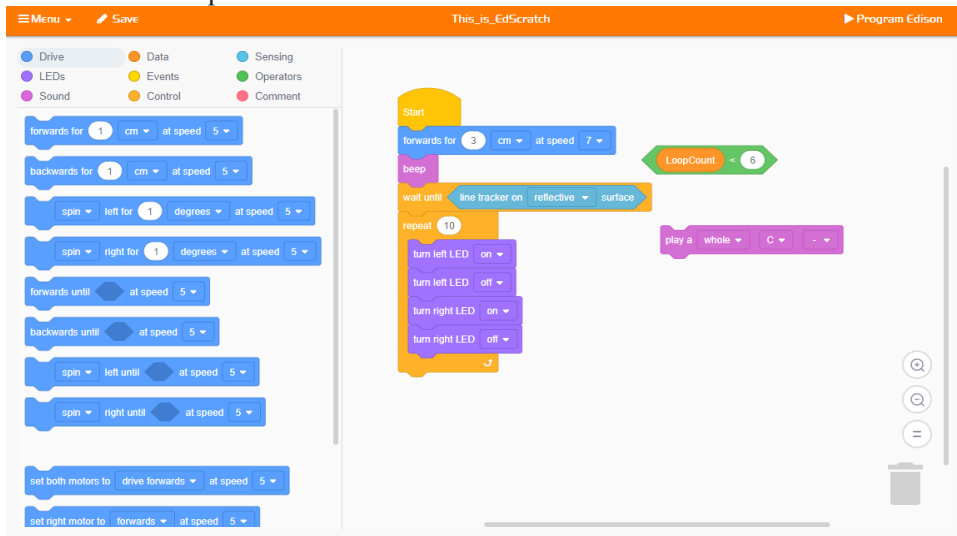 Menu Save This_is_EdScratch Program Edison
Drive Data Sensing
LEDs Events Operators
Sound Control Comment
forwards for 1 cm at speed 5
backwards for 1 cm at speed 5
spin left for 1 degrees at speed 5
spin right for 1 degrees at speed 5
forwards until at speed 5
backwards until at speed 5
spin left until at speed 5
spin right until at speed 5
set both motors to drive forwards at speed 5
set right motor to forwards at speed 5
Start
forwards for 3 cm at speed 7
beep
wait until line tracker on reflective surface
repeat 10
turn left LED on
turn left LED off
turn right LED on
turn right LED off
LoopCount < 6
play a whole C -